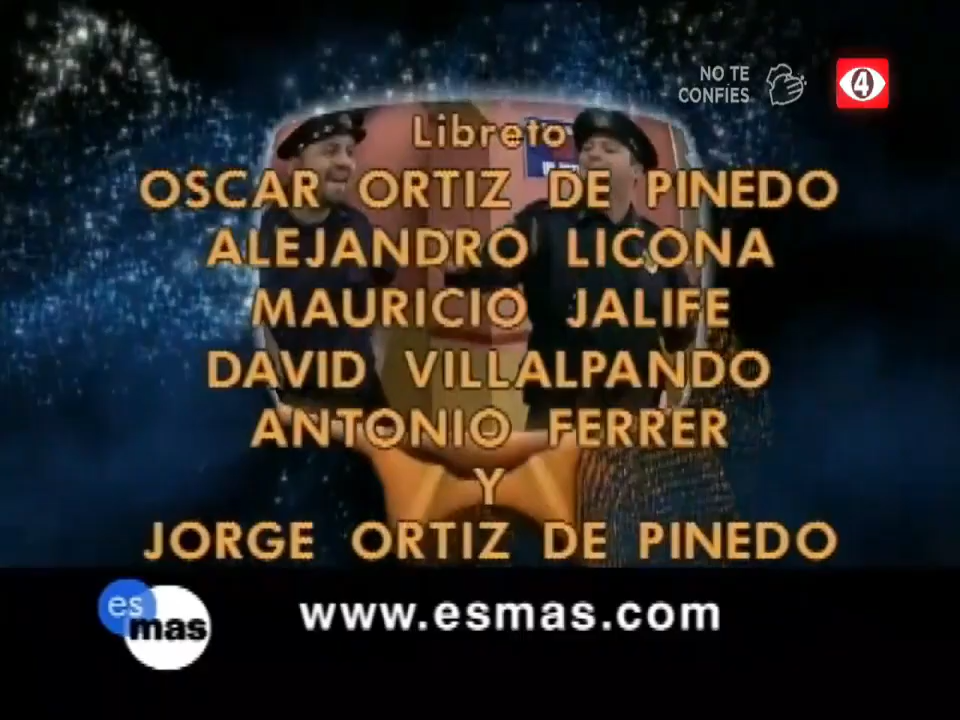 NO TE
CONFÍES
4
Libreto
OSCAR ORTIZ DE PINEDO
ALEJANDRO LICONA
MAURICIO JALIFE
DAVID VILLALPANDO
ANTONIO FERRER
Y
JORGE ORTIZ DE PINEDO
es
mas
www.esmas.com